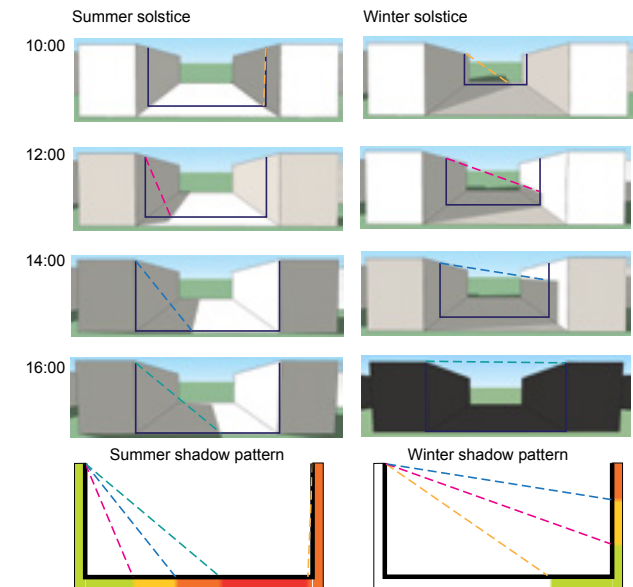 Summer solstice
Winter solstice
10:00
12:00
14:00
16:00
Summer shadow pattern
Winter shadow pattern